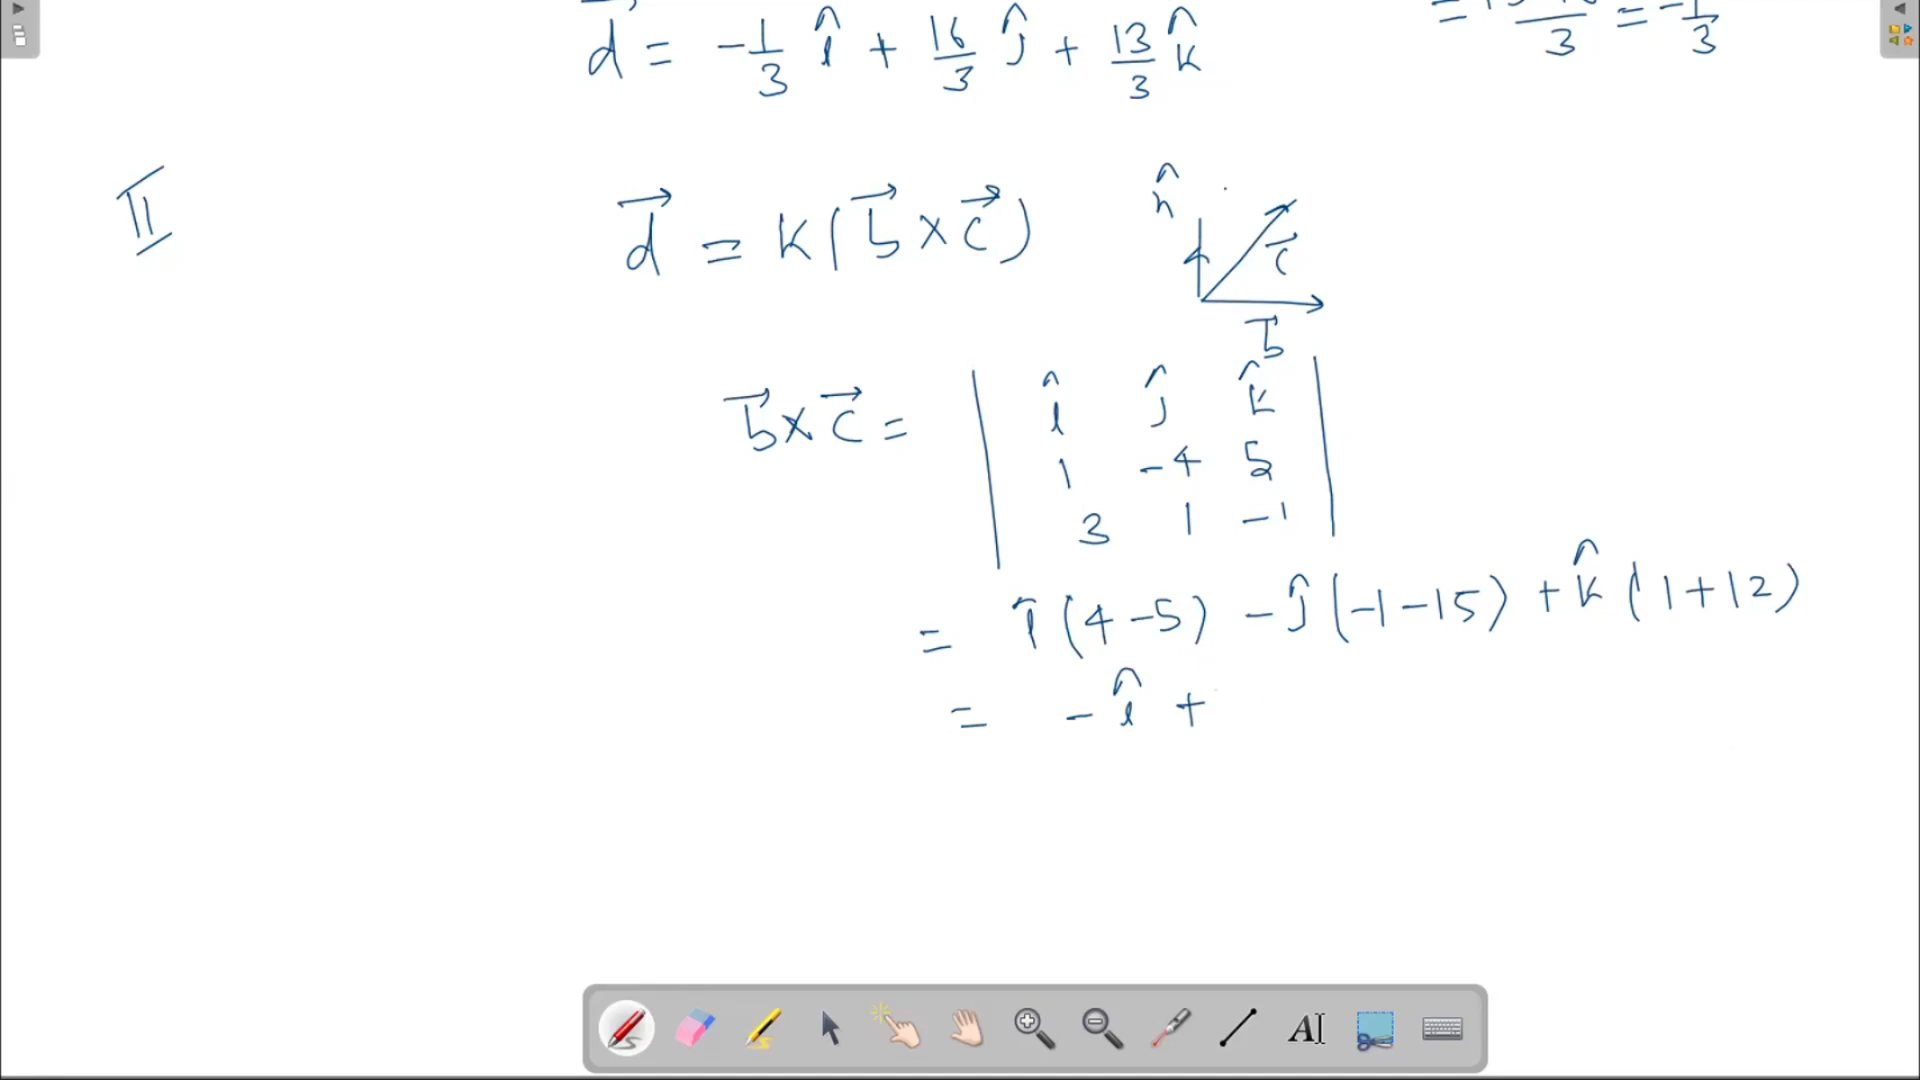 d⃗ = -1/3 î + 16/3 ĵ + 13/3 k̂
= -1/3
II
d⃗ = k(b⃗ × c⃗)
n̂
c⃗
b⃗
b⃗ × c⃗ = | î ĵ k̂ |
1 -4 5
3 1 -1
= î(4-5) - ĵ(-1-15) + k̂(1+12)
= -î +
AI